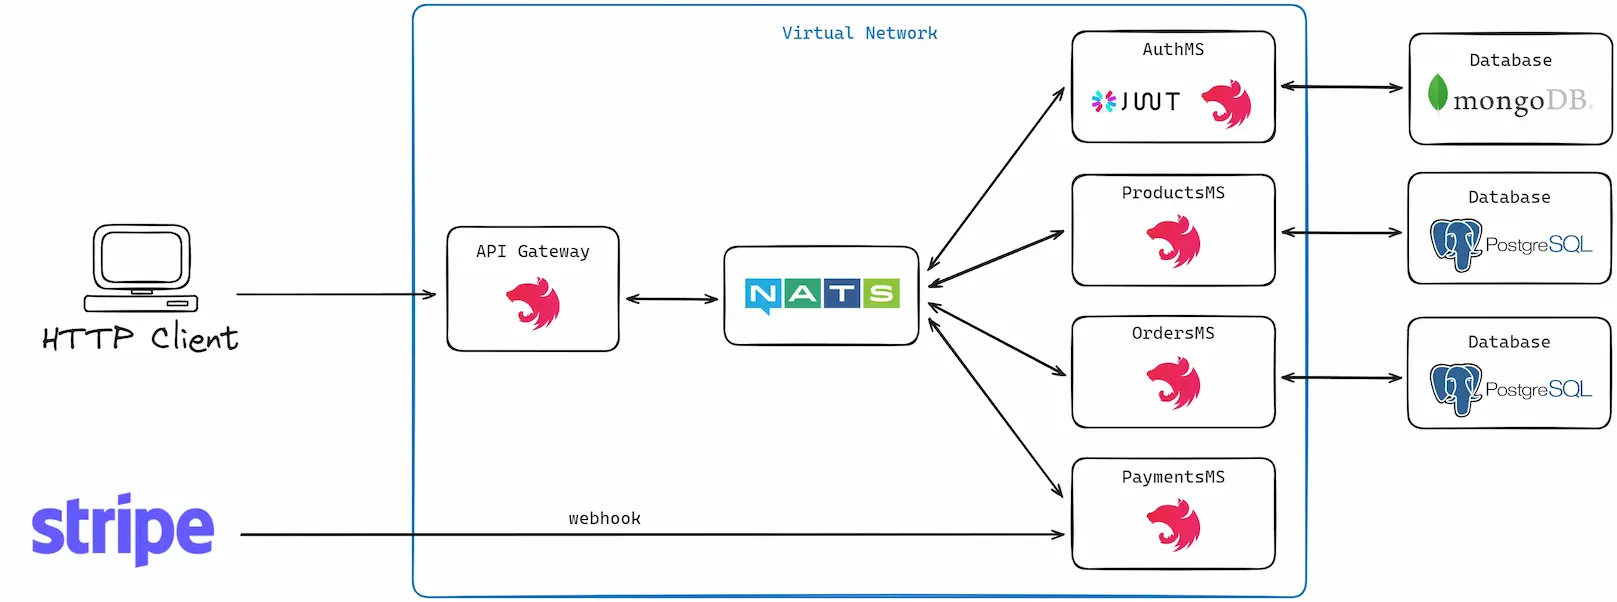 Virtual Network
AuthMS
JWT
Database
mongoDB
ProductsMS
Database
PostgreSQL
API Gateway
NATS
HTTP Client
OrdersMS
Database
PostgreSQL
PaymentsMS
stripe
webhook